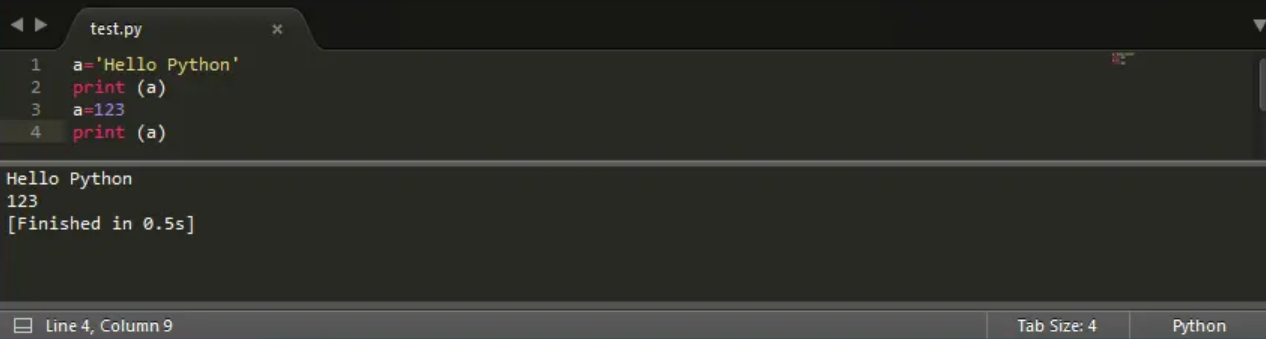 test.py ×
1 a='Hello Python'
2 print (a)
3 a=123
4 print (a)
Hello Python
123
[Finished in 0.5s]
Line 4, Column 9 Tab Size: 4 Python